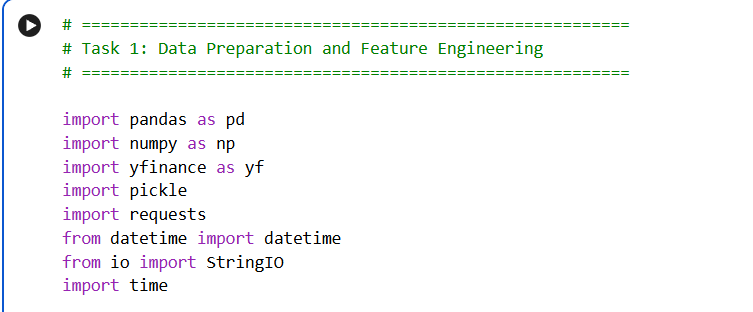 # =========================================================
# Task 1: Data Preparation and Feature Engineering
# =========================================================
import pandas as pd
import numpy as np
import yfinance as yf
import pickle
import requests
from datetime import datetime
from io import StringIO
import time